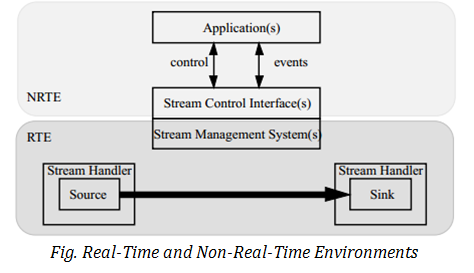 Application(s)
control
events
NRTE
Stream Control Interface(s)
Stream Management System(s)
RTE
Stream Handler
Stream Handler
Source
Sink
Fig. Real-Time and Non-Real-Time Environments